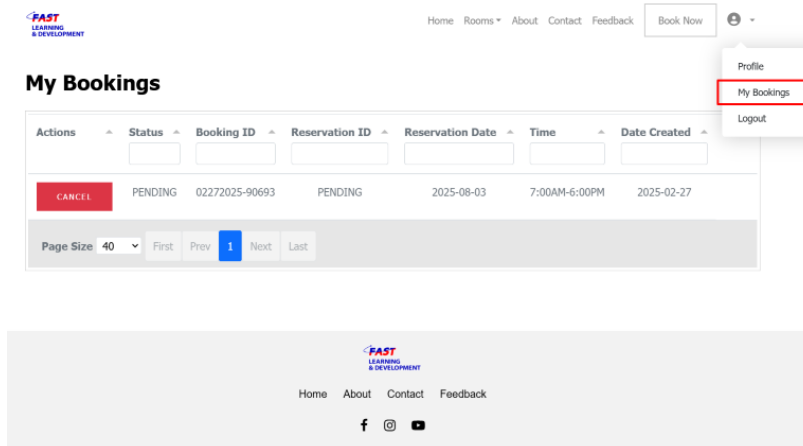 FAST
LEARNING
& DEVELOPMENT
Home Rooms About Contact Feedback Book Now
Profile
My Bookings
Logout
My Bookings
Actions Status Booking ID Reservation ID Reservation Date Time Date Created
CANCEL PENDING 02272025-90693 PENDING 2025-08-03 7:00AM-6:00PM 2025-02-27
Page Size 40 First Prev 1 Next Last
FAST
LEARNING
& DEVELOPMENT
Home About Contact Feedback